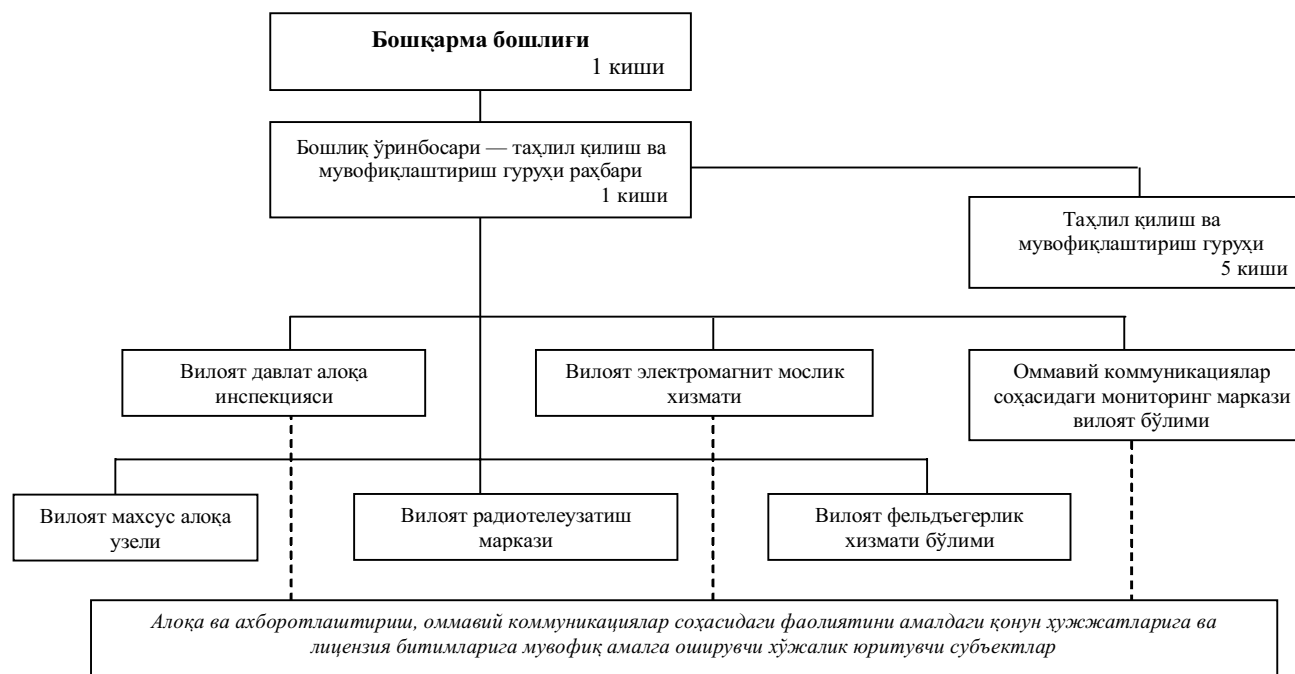 Бошқарма бошлиғи
1 киши
Бошлиқ ўринбосари — таҳлил қилиш ва
мувофиқлаштириш гуруҳи раҳбари
1 киши
Таҳлил қилиш ва
мувофиқлаштириш гуруҳи
5 киши
Вилоят давлат алоқа
инспекцияси
Вилоят электромагнит мослик
хизмати
Оммавий коммуникациялар
соҳасидаги мониторинг маркази
вилоят бўлими
Вилоят махсус алоқа
узели
Вилоят радиотелеузатиш
маркази
Вилоят фельдъегерлик
хизмати бўлими
Алоқа ва ахборотлаштириш, оммавий коммуникациялар соҳасидаги фаолиятини амалдаги қонун ҳужжатларига ва
лицензия битимларига мувофиқ амалга оширувчи хўжалик юритувчи субъектлар